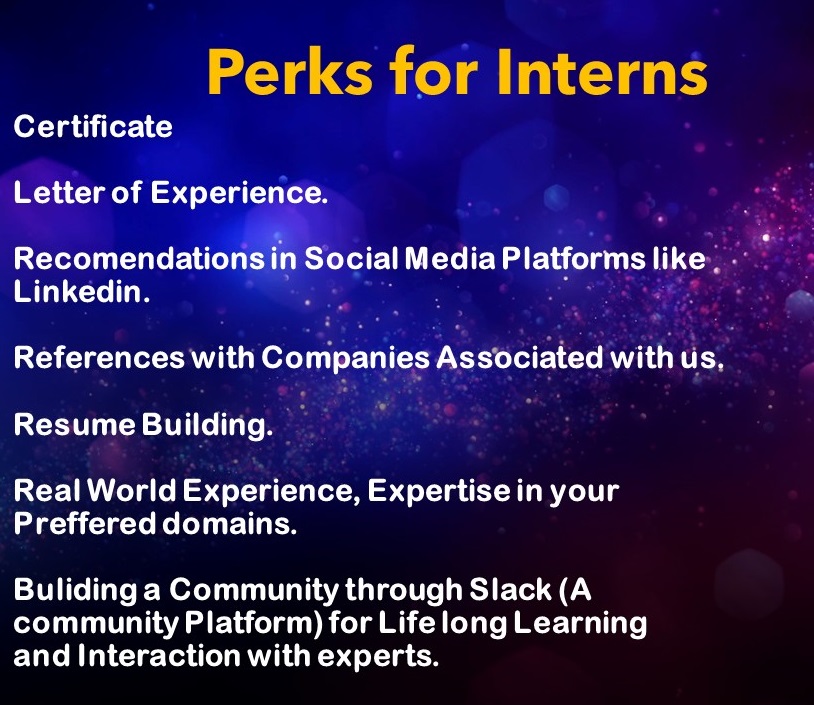 Perks for Interns
Certificate
Letter of Experience.
Recomendations in Social Media Platforms like
Linkedin.
References with Companies Associated with us.
Resume Building.
Real World Experience, Expertise in your
Preffered domains.
Buliding a Community through Slack (A
community Platform) for Life long Learning
and Interaction with experts.